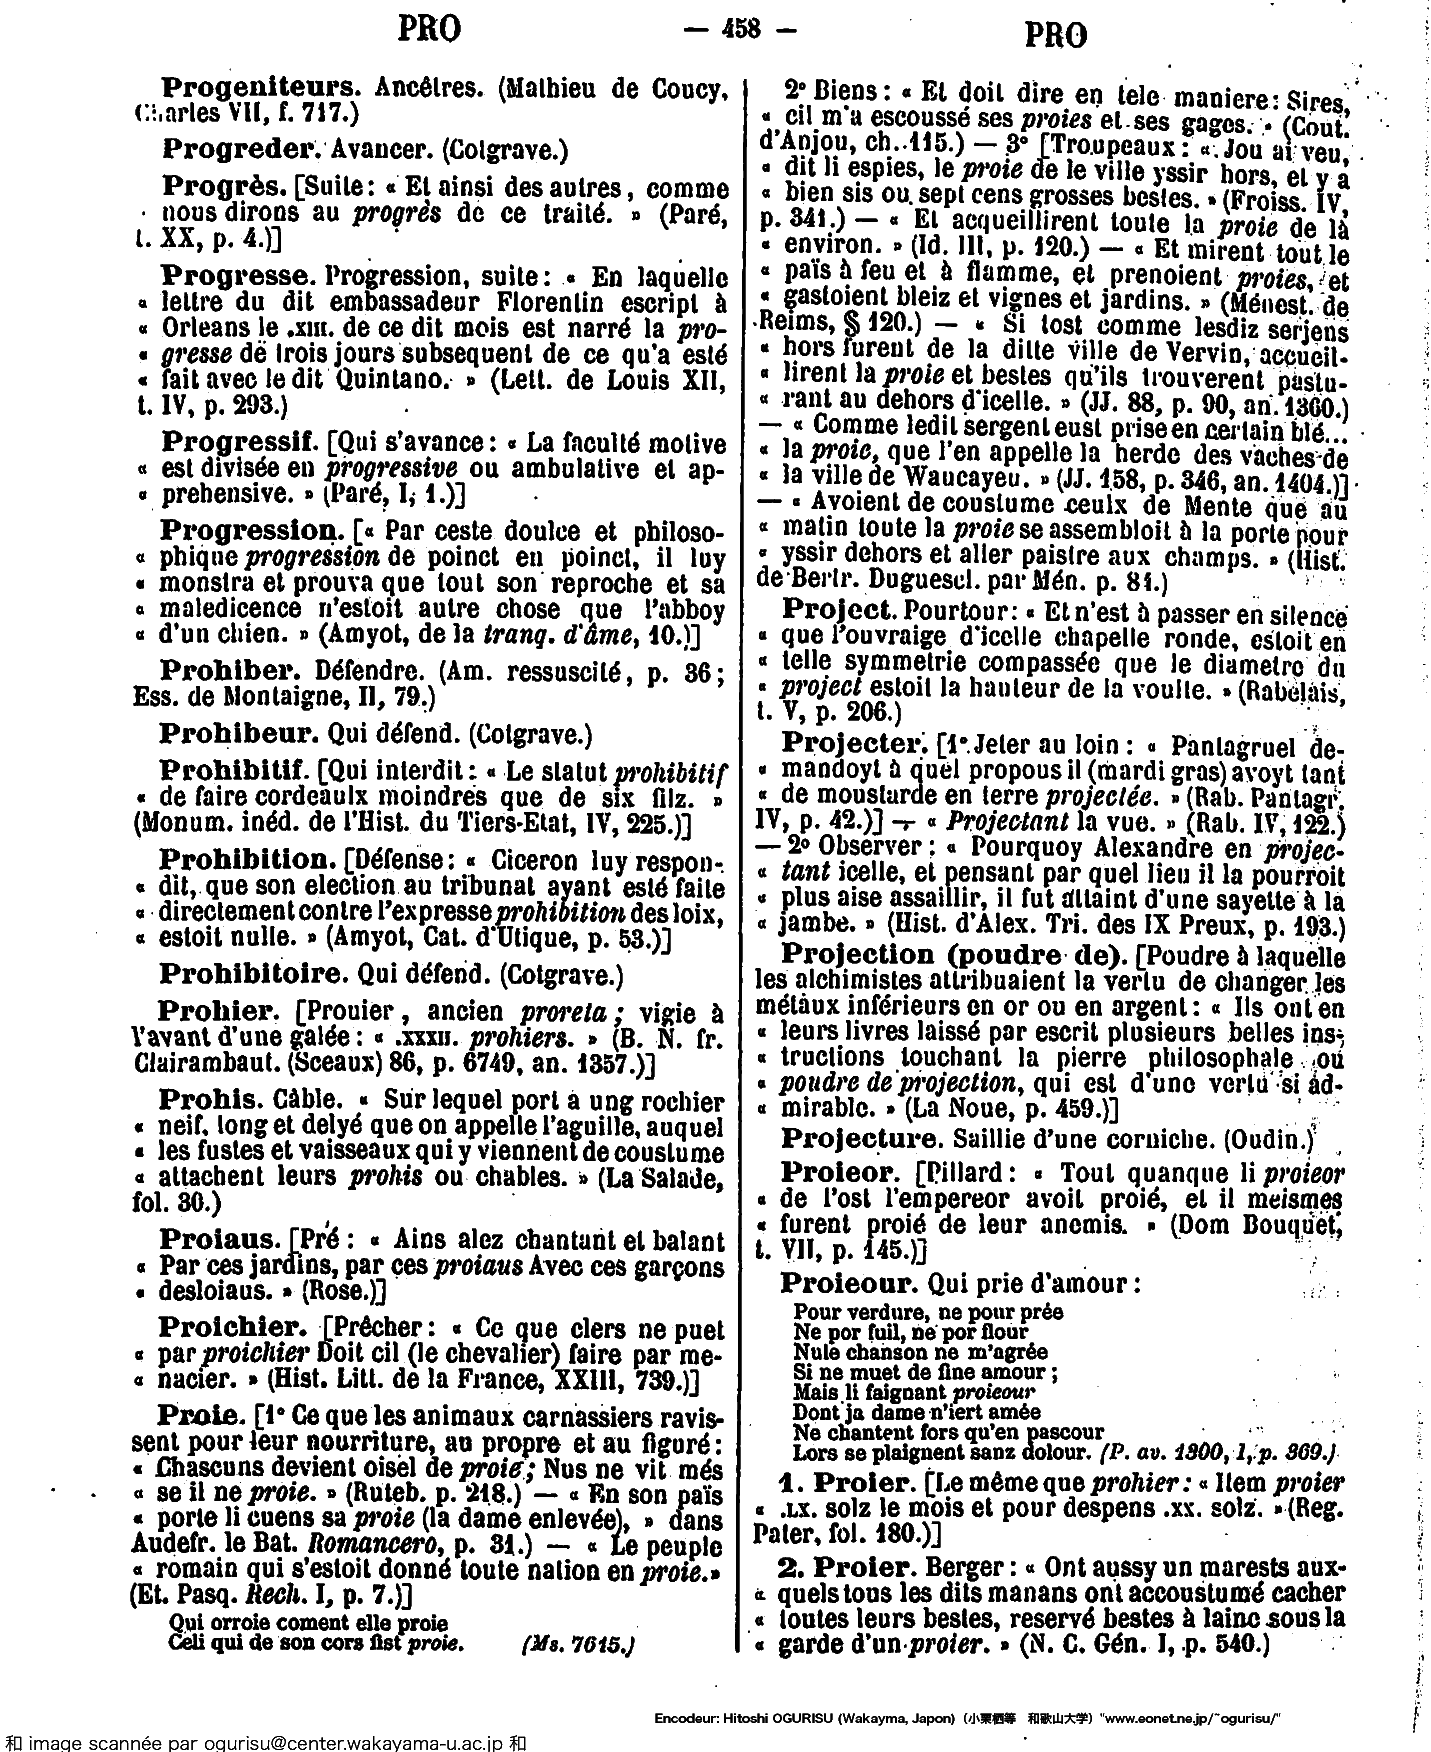 PRO
— 458 —
PRO
Progeniteurs. Ancêtres. (Mathieu de Coucy,
Charles VII, f. 717.)
Progreder. Avancer. (Cotgrave.)
Progrès. [Suite : « Et ainsi des autres, comme
nous dirons au progrès de ce traité. » (Paré,
t. XX, p. 4.)]
Progresse. Progression, suite : « En laquelle
« lettre du dit embassadeur Florentin escript à
« Orleans le .XIII. de ce dit mois est narré la pro-
« gresse de trois jours subsequent de ce qu'a esté
« fait avec le dit Quintano. » (Lett. de Louis XII,
t. IV, p. 293.)
Progressif. [Qui s'avance : « La faculté motive
« est divisée en progressive ou ambulative et ap-
« prehensive. » (Paré, I, 1.)]
Progression. [« Par ceste doulce et philoso-
« phique progression de poinct en poinct, il luy
« monstra et prouva que tout son reproche et sa
« maledicence n'estoit autre chose que l'abboy
« d'un chien. » (Amyot, de la tranq. d'âme, 10.)]
Prohiber. Défendre. (Am. ressuscité, p. 36 ;
Ess. de Montaigne, II, 79.)
Prohibeur. Qui défend. (Cotgrave.)
Prohibitif. [Qui interdit : « Le statut prohibitif
« de faire cordeaulx moindres que de six filz. »
(Monum. inéd. de l'Hist. du Tiers-Etat, IV, 225.)]
Prohibition. [Défense : « Ciceron luy respon-
« dit, que son election au tribunat ayant esté faite
« directement contre l'expresse prohibition des loix,
« estoit nulle. » (Amyot, Cat. d'Utique, p. 53.)]
Prohibitoire. Qui défend. (Cotgrave.)
Prohier. [Prouier, ancien proreta ; vigie à
l'avant d'une galée : « .XXXII. prohiers. » (B. N. fr.
Clairambaut. (Sceaux) 86, p. 6749, an. 1357.)]
Prohis. Câble. « Sur lequel port a ung rochier
« neif, long et delyé que on appelle l'aguille, auquel
« les fustes et vaisseaux qui y viennent de coustume
« attachent leurs prohis ou chables. » (La Salade,
fol. 30.)
Proiaus. [Pré : « Ains alez chantant et balant
« Par ces jardins, par ces proiaus Avec ces garçons
« desloiaus. » (Rose.)]
Proichier. [Prêcher : « Ce que clers ne puet
« par proichier Doit cil (le chevalier) faire par me-
« nacier. » (Hist. Litt. de la France, XXIII, 739.)]
Proie. [1° Ce que les animaux carnassiers ravis-
sent pour leur nourriture, au propre et au figuré :
« Chascuns devient oisel de proie ; Nus ne vit més
« se il ne proie. » (Ruteb. p. 218.) — « En son païs
« porte li cuens sa proie (la dame enlevée), » dans
Audefr. le Bat. Romancero, p. 31.) — « Le peuple
« romain qui s'estoit donné toute nation en proie. »
(Et. Pasq. Rech. I, p. 7.)]
Qui orroie coment elle proie
Celi qui de son cors fist proie. (Ms. 7615.)
2° Biens : « Et doit dire en tele maniere : Sires,
« cil m'a escoussé ses proies et ses gages. » (Cout.
d'Anjou, ch. 115.) — 3° [Troupeaux : « Jou ai veu,
« dit li espies, le proie de le ville yssir hors, et y a
« bien sis ou sept cens grosses bestes. » (Froiss. IV,
p. 341.) — « Et acqueillirent toute la proie de là
« environ. » (Id. III, p. 120.) — « Et mirent tout le
« païs à feu et à flamme, et prenoient proies, et
« gastoient bleiz et vignes et jardins. » (Ménest. de
Reims, § 120.) — « Si tost comme lesdiz serjens
« hors furent de la ditte ville de Vervin, accueil-
« lirent la proie et bestes qu'ils trouverent pastu-
« rant au dehors d'icelle. » (JJ. 88, p. 90, an. 1360.)
— « Comme ledit sergent eust prise en certain blé...
« la proie, que l'en appelle la herde des vaches de
« la ville de Waucayeu. » (JJ. 158, p. 346, an. 1404.)]
— « Avoient de coustume ceulx de Mente que au
« matin toute la proie se assembloit à la porte pour
« yssir dehors et aller paistre aux champs. » (Hist.
de Bertr. Duguescl. par Mén. p. 81.)
Project. Pourtour : « Et n'est à passer en silence
« que l'ouvraige d'icelle chapelle ronde, estoit en
« telle symmetrie compassée que le diametre du
« project estoit la hauteur de la voulte. » (Rabelais,
t. V, p. 206.)
Projecter. [1° Jeter au loin : « Pantagruel de-
« mandoyt à quel propous il (mardi gras) avoyt tant
« de moustarde en terre projectée. » (Rab. Pantagr.
IV, p. 42.)] — « Projectant la vue. » (Rab. IV, 122.)
— 2° Observer : « Pourquoy Alexandre en projec-
« tant icelle, et pensant par quel lieu il la pourroit
« plus aise assaillir, il fut attaint d'une sayette à la
« jambe. » (Hist. d'Alex. Tri. des IX Preux, p. 193.)
Projection (poudre de). [Poudre à laquelle
les alchimistes attribuaient la vertu de changer les
métaux inférieurs en or ou en argent : « Ils ont en
« leurs livres laissé par escrit plusieurs belles ins-
« tructions touchant la pierre philosophale ou
« poudre de projection, qui est d'une vertu si ad-
« mirable. » (La Noue, p. 459.)]
Projecture. Saillie d'une corniche. (Oudin.)
Proieor. [Pillard : « Tout quanque li proieor
« de l'ost l'empereor avoit proié, et il meismes
« furent proié de leur anemis. » (Dom Bouquet,
t. VII, p. 145.)]
Proieour. Qui prie d'amour :
Pour verdure, ne pour prée
Ne por fuil, ne por flour
Nule chanson ne m'agrée
Si ne muet de fine amour ;
Mais li faignant proieour
Dont ja dame n'iert amée
Ne chantent fors qu'en pascour
Lors se plaignent sanz dolour. (P. av. 1300, I, p. 369.)
1. Proier. [Le même que prohier : « Item proier
« .LX. solz le mois et pour despens .XX. solz. » (Reg.
Pater, fol. 180.)]
2. Proier. Berger : « Ont aussy un marests aux-
« quels tous les dits manans ont accoustumé cacher
« toutes leurs bestes, reservé bestes à laine sous la
« garde d'un proier. » (N. C. Gén. I, p. 540.)
Encodeur: Hitoshi OGURISU (Wakayma, Japon) (小栗栖等 和歌山大学) "www.eonet.ne.jp/~ogurisu/"
和 image scannée par ogurisu@center.wakayama-u.ac.jp 和